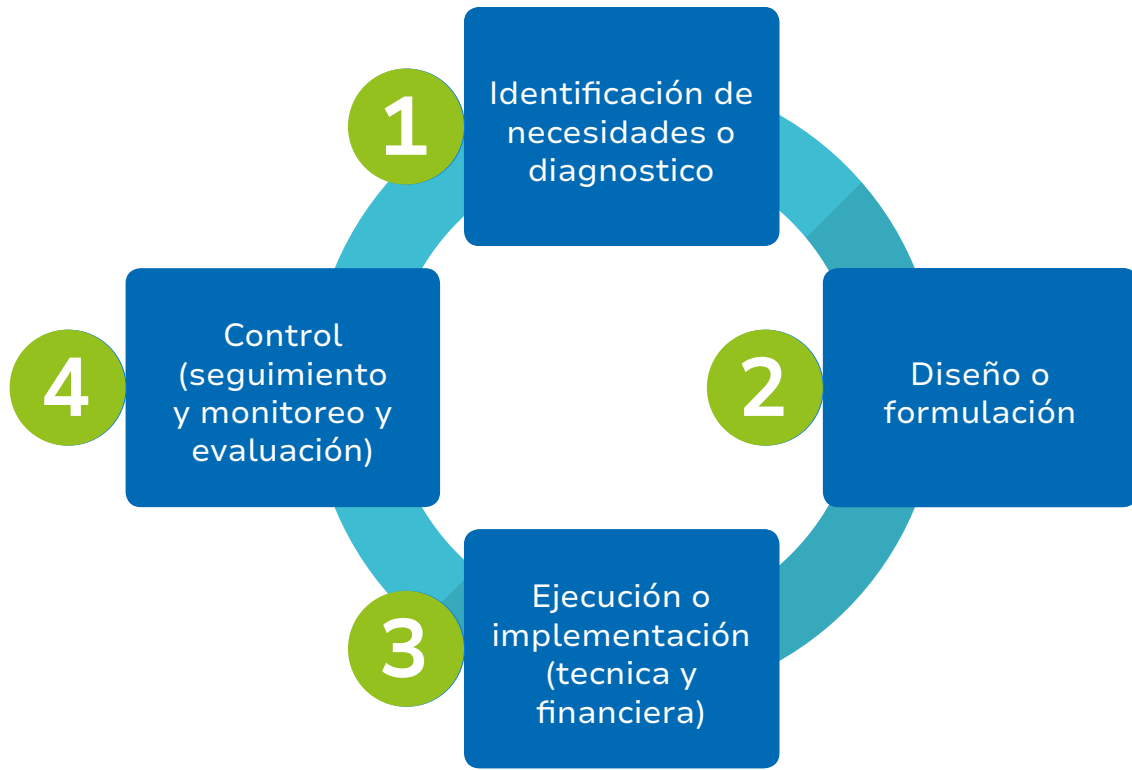 1
Identificación de
necesidades o
diagnostico
2
Diseño o
formulación
3
Ejecución o
implementación
(tecnica y
financiera)
4
Control
(seguimiento
y monitoreo y
evaluación)